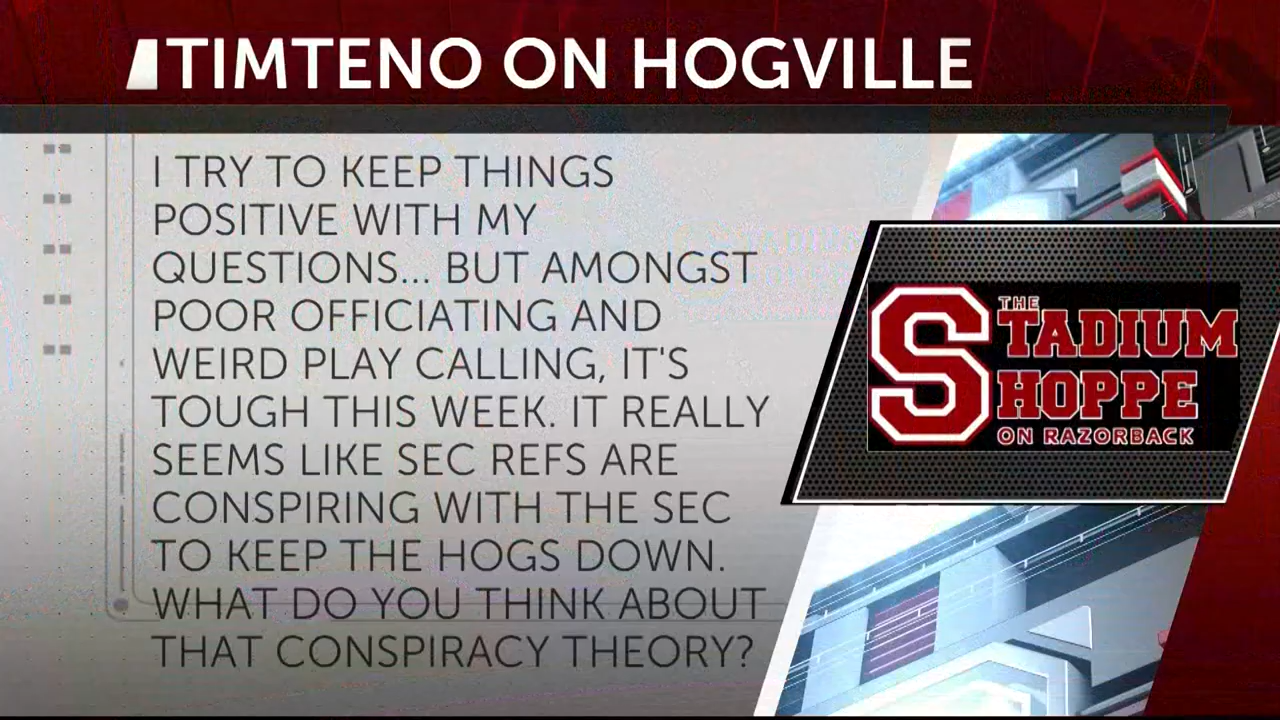 TIMTENO ON HOGVILLE
I TRY TO KEEP THINGS
POSITIVE WITH MY
QUESTIONS... BUT AMONGST
POOR OFFICIATING AND
WEIRD PLAY CALLING, IT'S
TOUGH THIS WEEK. IT REALLY
SEEMS LIKE SEC REFS ARE
CONSPIRING WITH THE SEC
TO KEEP THE HOGS DOWN.
WHAT DO YOU THINK ABOUT
THAT CONSPIRACY THEORY?
THE
STADIUM
SHOPPE
ON RAZORBACK